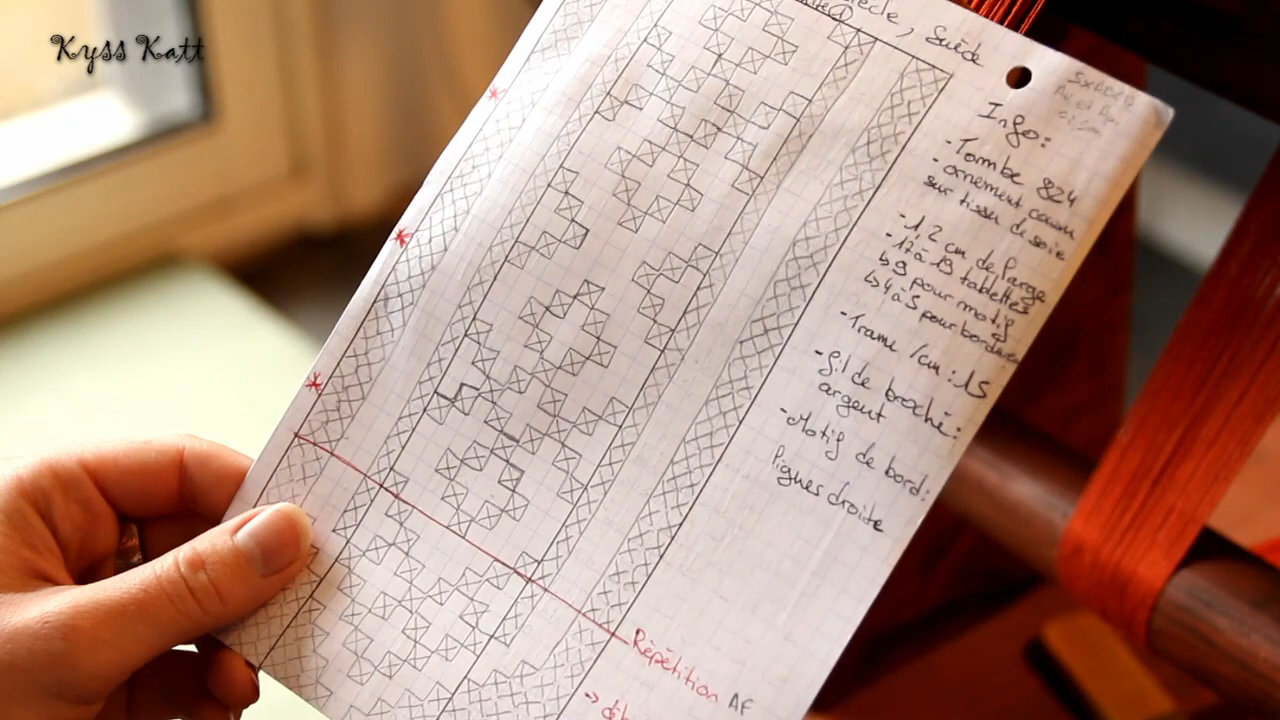 Kyss Katt
Suède
Info:
- Tombe 824
- ornement
sur tissu de soie
- 1,2 cm de large
- 12 à 13 tablettes
↳ 9 pour motif
↳ 4 à 5 pour bordure
- Trame /cm : 15
- fil de broché :
argent
- Motif de bord :
lignes droite
Répétition AF